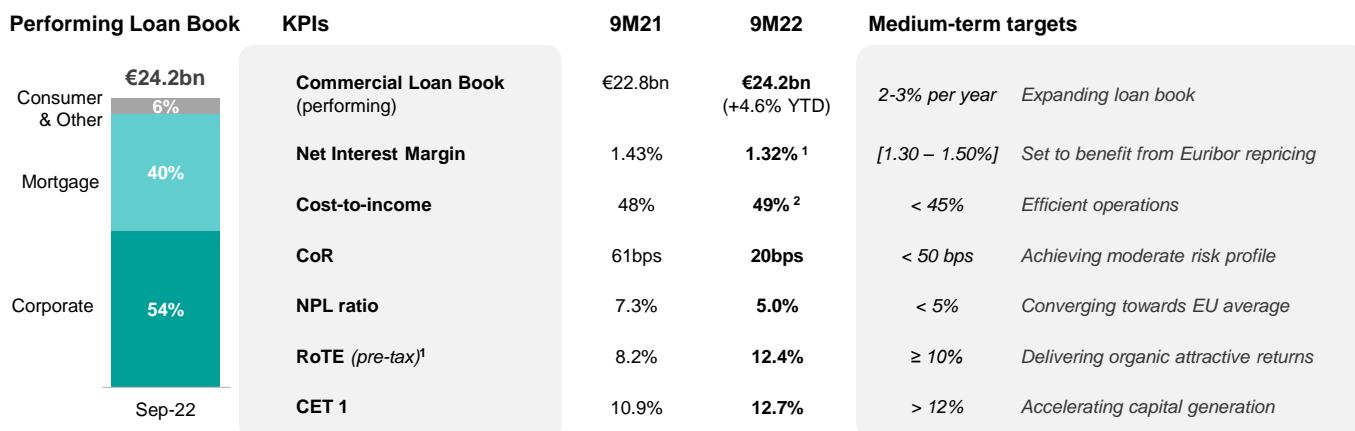 Performing Loan Book KPIs 9M21 9M22 Medium-term targets
€24.2bn
Consumer
& Other
6%
Mortgage
40%
Corporate
54%
Sep-22
Commercial Loan Book
(performing)
€22.8bn
€24.2bn
(+4.6% YTD)
2-3% per year Expanding loan book
Net Interest Margin 1.43% 1.32% 1 [1.30 – 1.50%] Set to benefit from Euribor repricing
Cost-to-income 48% 49% 2 < 45% Efficient operations
CoR 61bps 20bps < 50 bps Achieving moderate risk profile
NPL ratio 7.3% 5.0% < 5% Converging towards EU average
RoTE (pre-tax)1 8.2% 12.4% ≥ 10% Delivering organic attractive returns
CET 1 10.9% 12.7% > 12% Accelerating capital generation